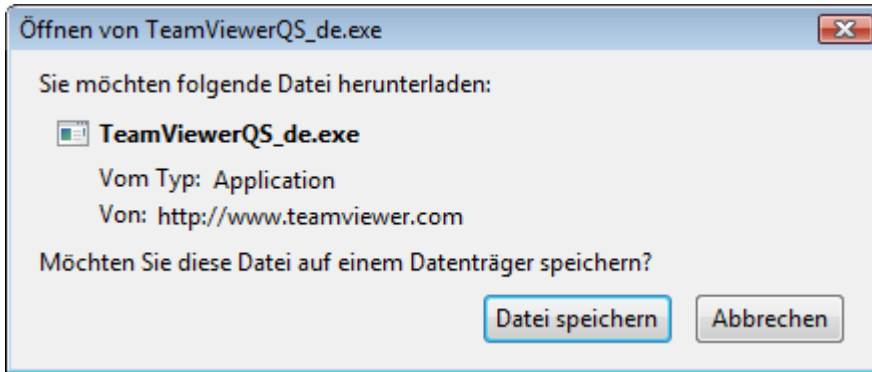 Öffnen von TeamViewerQS_de.exe
Sie möchten folgende Datei herunterladen:
TeamViewerQS_de.exe
Vom Typ: Application
Von: http://www.teamviewer.com
Möchten Sie diese Datei auf einem Datenträger speichern?
Datei speichern Abbrechen